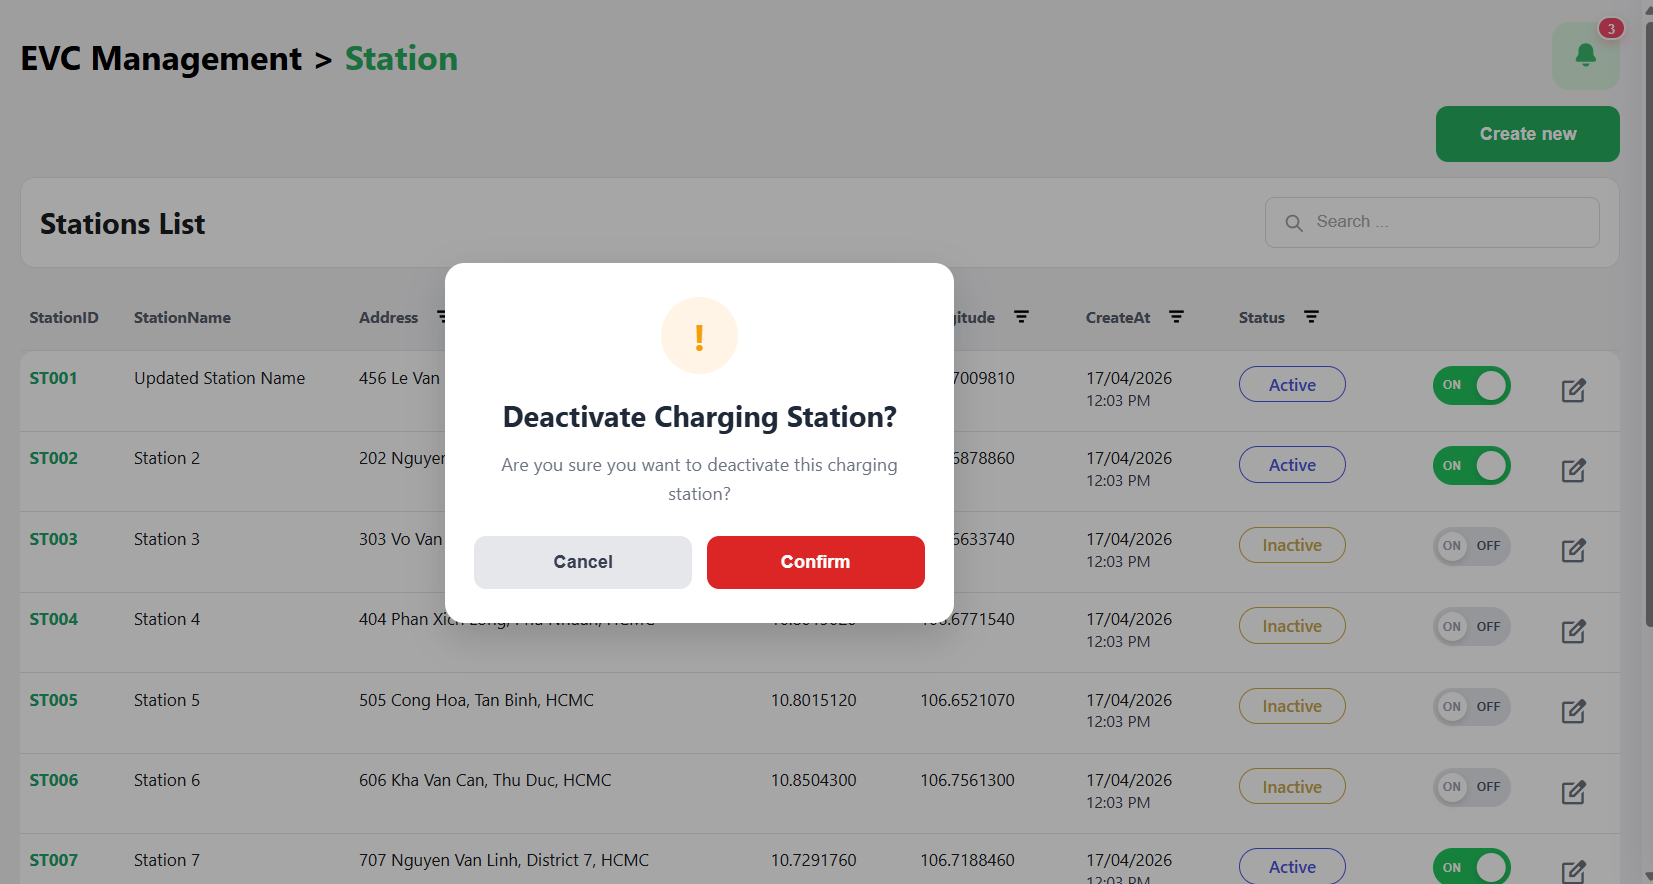 EVC Management > Station
3
Create new
Stations List
Search ...
StationID StationName Address gitude CreateAt Status
ST001 Updated Station Name 456 Le Van 7009810 17/04/2026 Active ON
12:03 PM
ST002 Station 2 202 Nguyen 6878860 17/04/2026 Active ON
12:03 PM
ST003 Station 3 303 Vo Van 6633740 17/04/2026 Inactive ON OFF
12:03 PM
ST004 Station 4 404 Phan 6771540 17/04/2026 Inactive ON OFF
12:03 PM
ST005 Station 5 505 Cong Hoa, Tan Binh, HCMC 10.8015120 106.6521070 17/04/2026 Inactive ON OFF
12:03 PM
ST006 Station 6 606 Kha Van Can, Thu Duc, HCMC 10.8504300 106.7561300 17/04/2026 Inactive ON OFF
12:03 PM
ST007 Station 7 707 Nguyen Van Linh, District 7, HCMC 10.7291760 106.7188460 17/04/2026 Active ON
12:03 PM
!
Deactivate Charging Station?
Are you sure you want to deactivate this charging
station?
Cancel Confirm